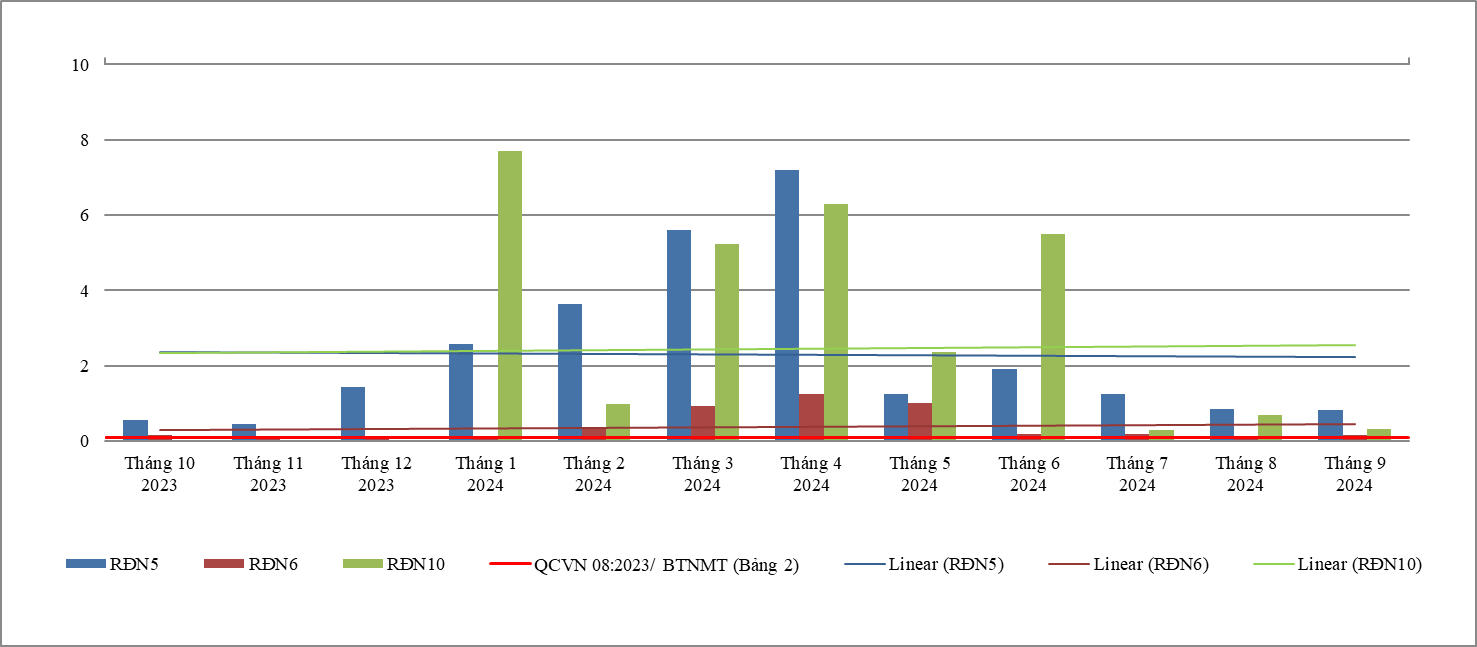 10
8
6
4
2
0
Tháng 10 2023
Tháng 11 2023
Tháng 12 2023
Tháng 1 2024
Tháng 2 2024
Tháng 3 2024
Tháng 4 2024
Tháng 5 2024
Tháng 6 2024
Tháng 7 2024
Tháng 8 2024
Tháng 9 2024
RĐN5
RĐN6
RĐN10
QCVN 08:2023/ BTNMT (Bảng 2)
Linear (RĐN5)
Linear (RĐN6)
Linear (RĐN10)